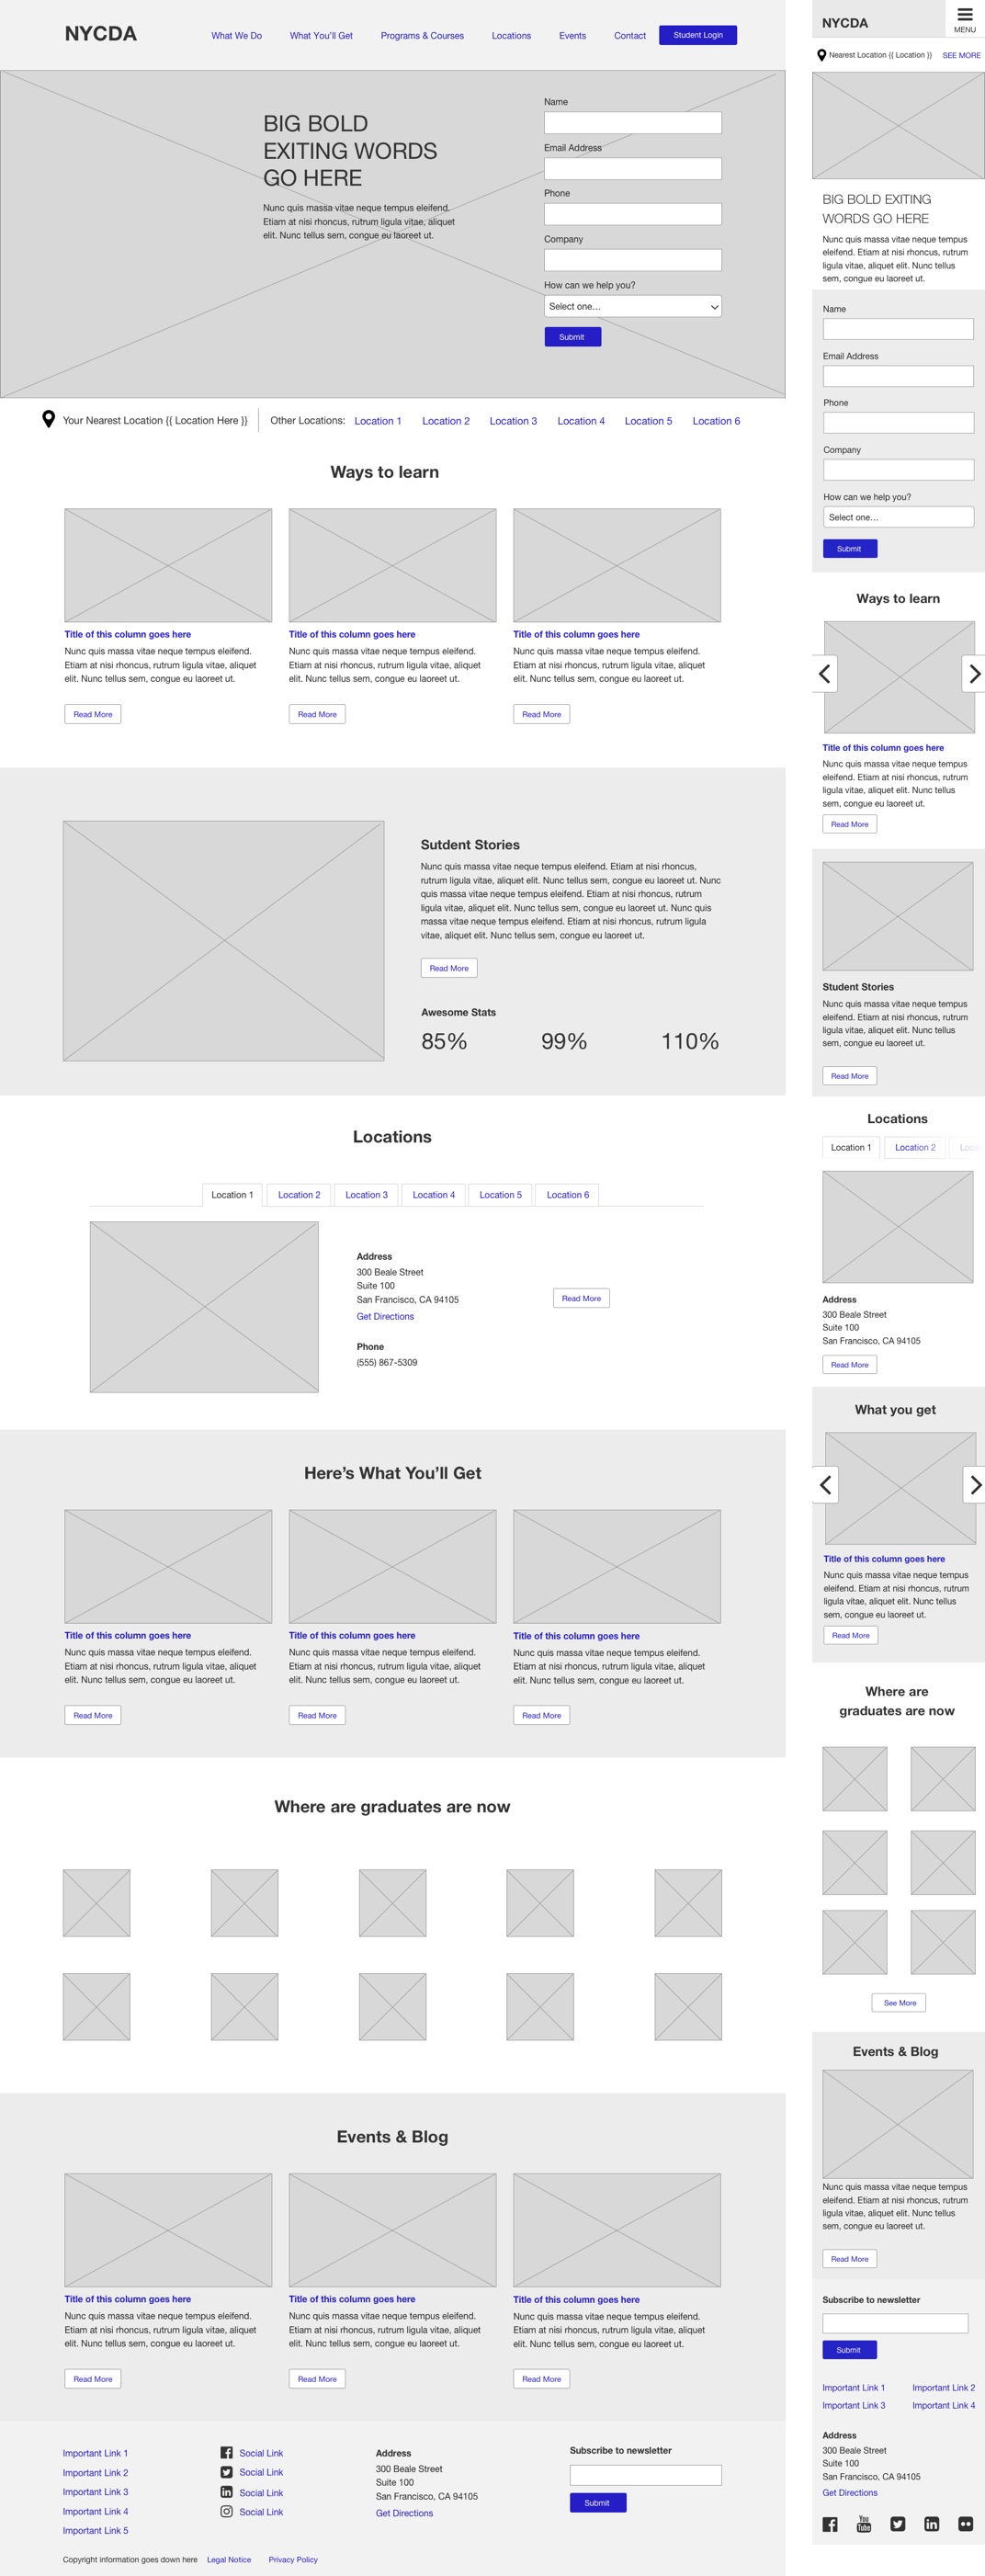 NYCDA
What We Do
What You'll Get
Programs & Courses
Locations
Events
Contact
Student Login
BIG BOLD
EXITING WORDS
GO HERE
Nunc quis massa vitae neque tempus eleifend.
Etiam at nisi rhoncus, rutrum ligula vitae, aliquet
elit. Nunc tellus sem, congue eu laoreet ut.
Name
Email Address
Phone
Company
How can we help you?
Select one...
Submit
Your Nearest Location {{ Location Here }}
Other Locations:
Location 1
Location 2
Location 3
Location 4
Location 5
Location 6
Ways to learn
Title of this column goes here
Nunc quis massa vitae neque tempus eleifend.
Etiam at nisi rhoncus, rutrum ligula vitae, aliquet
elit. Nunc tellus sem, congue eu laoreet ut.
Read More
Title of this column goes here
Nunc quis massa vitae neque tempus eleifend.
Etiam at nisi rhoncus, rutrum ligula vitae, aliquet
elit. Nunc tellus sem, congue eu laoreet ut.
Read More
Title of this column goes here
Nunc quis massa vitae neque tempus eleifend.
Etiam at nisi rhoncus, rutrum ligula vitae, aliquet
elit. Nunc tellus sem, congue eu laoreet ut.
Read More
Sutdent Stories
Nunc quis massa vitae neque tempus eleifend. Etiam at nisi rhoncus,
rutrum ligula vitae, aliquet elit. Nunc tellus sem, congue eu laoreet ut. Nunc
quis massa vitae neque tempus eleifend. Etiam at nisi rhoncus, rutrum
ligula vitae, aliquet elit. Nunc tellus sem, congue eu laoreet ut. Nunc quis
massa vitae neque tempus eleifend. Etiam at nisi rhoncus, rutrum ligula
vitae, aliquet elit. Nunc tellus sem, congue eu laoreet ut.
Read More
Awesome Stats
85%
99%
110%
Locations
Location 1
Location 2
Location 3
Location 4
Location 5
Location 6
Address
300 Beale Street
Suite 100
San Francisco, CA 94105
Get Directions
Phone
(555) 867-5309
Read More
Here's What You'll Get
Title of this column goes here
Nunc quis massa vitae neque tempus eleifend.
Etiam at nisi rhoncus, rutrum ligula vitae, aliquet
elit. Nunc tellus sem, congue eu laoreet ut.
Read More
Title of this column goes here
Nunc quis massa vitae neque tempus eleifend.
Etiam at nisi rhoncus, rutrum ligula vitae, aliquet
elit. Nunc tellus sem, congue eu laoreet ut.
Read More
Title of this column goes here
Nunc quis massa vitae neque tempus eleifend.
Etiam at nisi rhoncus, rutrum ligula vitae, aliquet
elit. Nunc tellus sem, congue eu laoreet ut.
Read More
Where are graduates are now
Events & Blog
Title of this column goes here
Nunc quis massa vitae neque tempus eleifend.
Etiam at nisi rhoncus, rutrum ligula vitae, aliquet
elit. Nunc tellus sem, congue eu laoreet ut.
Read More
Title of this column goes here
Nunc quis massa vitae neque tempus eleifend.
Etiam at nisi rhoncus, rutrum ligula vitae, aliquet
elit. Nunc tellus sem, congue eu laoreet ut.
Read More
Title of this column goes here
Nunc quis massa vitae neque tempus eleifend.
Etiam at nisi rhoncus, rutrum ligula vitae, aliquet
elit. Nunc tellus sem, congue eu laoreet ut.
Read More
Important Link 1
Important Link 2
Important Link 3
Important Link 4
Important Link 5
Social Link
Social Link
Social Link
Social Link
Address
300 Beale Street
Suite 100
San Francisco, CA 94105
Get Directions
Subscribe to newsletter
Submit
Copyright information goes down here
Legal Notice
Privacy Policy
NYCDA
MENU
Nearest Location {{ Location }}
SEE MORE
BIG BOLD EXITING
WORDS GO HERE
Nunc quis massa vitae neque tempus
eleifend. Etiam at nisi rhoncus, rutrum
ligula vitae, aliquet elit. Nunc tellus
sem, congue eu laoreet ut.
Name
Email Address
Phone
Company
How can we help you?
Select one...
Submit
Ways to learn
Title of this column goes here
Nunc quis massa vitae neque tempus
eleifend. Etiam at nisi rhoncus, rutrum
ligula vitae, aliquet elit. Nunc tellus
sem, congue eu laoreet ut.
Read More
Student Stories
Nunc quis massa vitae neque tempus
eleifend. Etiam at nisi rhoncus, rutrum
ligula vitae, aliquet elit. Nunc tellus
sem, congue eu laoreet ut.
Read More
Locations
Location 1
Location 2
Address
300 Beale Street
Suite 100
San Francisco, CA 94105
Read More
What you get
Title of this column goes here
Nunc quis massa vitae neque tempus
eleifend. Etiam at nisi rhoncus, rutrum
ligula vitae, aliquet elit. Nunc tellus
sem, congue eu laoreet ut.
Read More
Where are
graduates are now
See More
Events & Blog
Nunc quis massa vitae neque tempus
eleifend. Etiam at nisi rhoncus, rutrum
ligula vitae, aliquet elit. Nunc tellus
sem, congue eu laoreet ut.
Read More
Subscribe to newsletter
Submit
Important Link 1
Important Link 2
Important Link 3
Important Link 4
Address
300 Beale Street
Suite 100
San Francisco, CA 94105
Get Directions
You
Tube